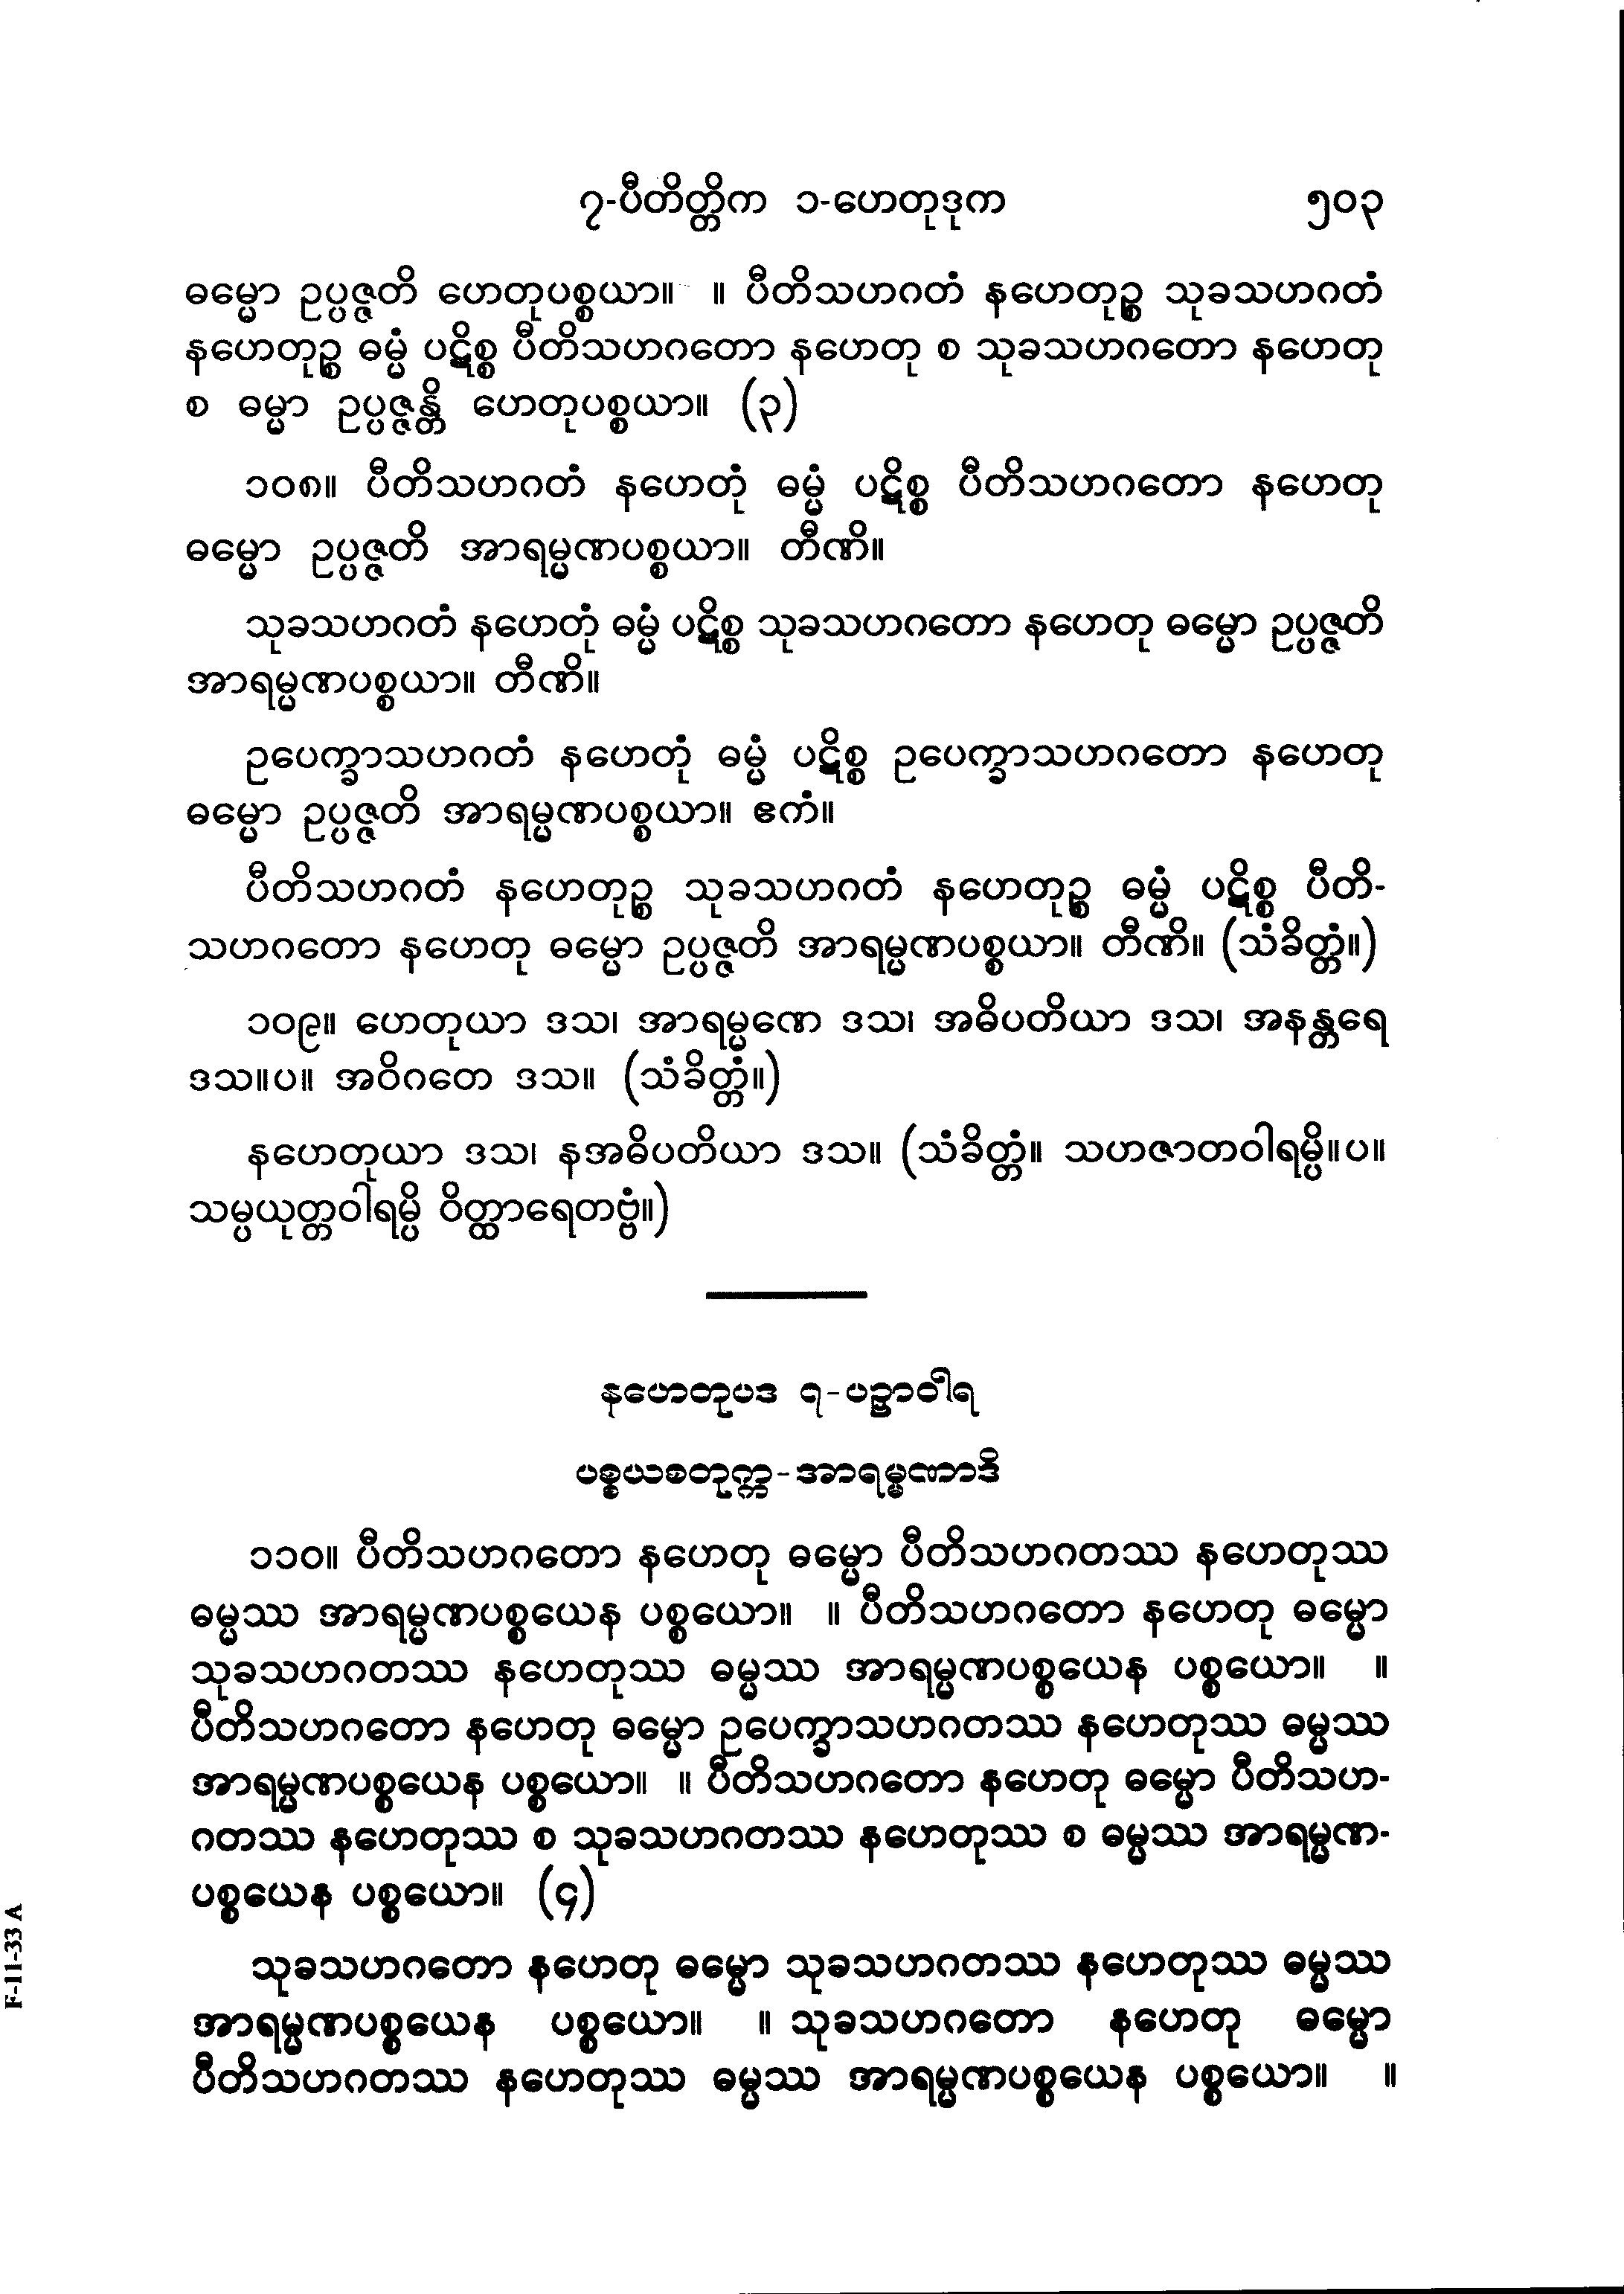 ၇-ပီတိတ္တိက ၁-ဟေတုဒုက ၅၀၃
ဓမ္မော ဥပ္ပဇ္ဇတိ ဟေတုပစ္စယာ။ ။ ပီတိသဟဂတံ နဟေတုဉ္စ သုခသဟဂတံ
နဟေတုဉ္စ ဓမ္မံ ပဋိစ္စ ပီတိသဟဂတော နဟေတု စ သုခသဟဂတော နဟေတု
စ ဓမ္မာ ဥပ္ပဇ္ဇန္တိ ဟေတုပစ္စယာ။ (၃)
၁၀၈။ ပီတိသဟဂတံ နဟေတုံ ဓမ္မံ ပဋိစ္စ ပီတိသဟဂတော နဟေတု
ဓမ္မော ဥပ္ပဇ္ဇတိ အာရမ္မဏပစ္စယာ။ တီဏိ။
သုခသဟဂတံ နဟေတုံ ဓမ္မံ ပဋိစ္စ သုခသဟဂတော နဟေတု ဓမ္မော ဥပ္ပဇ္ဇတိ
အာရမ္မဏပစ္စယာ။ တီဏိ။
ဥပေက္ခာသဟဂတံ နဟေတုံ ဓမ္မံ ပဋိစ္စ ဥပေက္ခာသဟဂတော နဟေတု
ဓမ္မော ဥပ္ပဇ္ဇတိ အာရမ္မဏပစ္စယာ။ ဧကံ။
ပီတိသဟဂတံ နဟေတုဉ္စ သုခသဟဂတံ နဟေတုဉ္စ ဓမ္မံ ပဋိစ္စ ပီတိ-
သဟဂတော နဟေတု ဓမ္မော ဥပ္ပဇ္ဇတိ အာရမ္မဏပစ္စယာ။ တီဏိ။ (သံခိတ္တံ။)
၁၀၉။ ဟေတုယာ ဒသ၊ အာရမ္မဏေ ဒသ၊ အဓိပတိယာ ဒသ၊ အနန္တရေ
ဒသ။ပ။ အဝိဂတေ ဒသ။ (သံခိတ္တံ။)
နဟေတုယာ ဒသ၊ နအဓိပတိယာ ဒသ။ (သံခိတ္တံ။ သဟဇာတဝါရမ္ပိ။ပ။
သမ္ပယုတ္တဝါရမ္ပိ ဝိတ္ထာရေတဗ္ဗံ။)
နဟေတုပဒ ၇-ပဉှာဝါရ
ပစ္စယစတုက္က-အာရမ္မဏာဒိ
၁၁၀။ ပီတိသဟဂတော နဟေတု ဓမ္မော ပီတိသဟဂတဿ နဟေတုဿ
ဓမ္မဿ အာရမ္မဏပစ္စယေန ပစ္စယော။ ။ ပီတိသဟဂတော နဟေတု ဓမ္မော
သုခသဟဂတဿ နဟေတုဿ ဓမ္မဿ အာရမ္မဏပစ္စယေန ပစ္စယော။ ။
ပီတိသဟဂတော နဟေတု ဓမ္မော ဥပေက္ခာသဟဂတဿ နဟေတုဿ ဓမ္မဿ
အာရမ္မဏပစ္စယေန ပစ္စယော။ ။ ပီတိသဟဂတော နဟေတု ဓမ္မော ပီတိသဟ-
ဂတဿ နဟေတုဿ စ သုခသဟဂတဿ နဟေတုဿ စ ဓမ္မဿ အာရမ္မဏ-
ပစ္စယေန ပစ္စယော။ (၄)
သုခသဟဂတော နဟေတု ဓမ္မော သုခသဟဂတဿ နဟေတုဿ ဓမ္မဿ
အာရမ္မဏပစ္စယေန ပစ္စယော။ ။ သုခသဟဂတော နဟေတု ဓမ္မော
ပီတိသဟဂတဿ နဟေတုဿ ဓမ္မဿ အာရမ္မဏပစ္စယေန ပစ္စယော။ ။
F-11-33 A